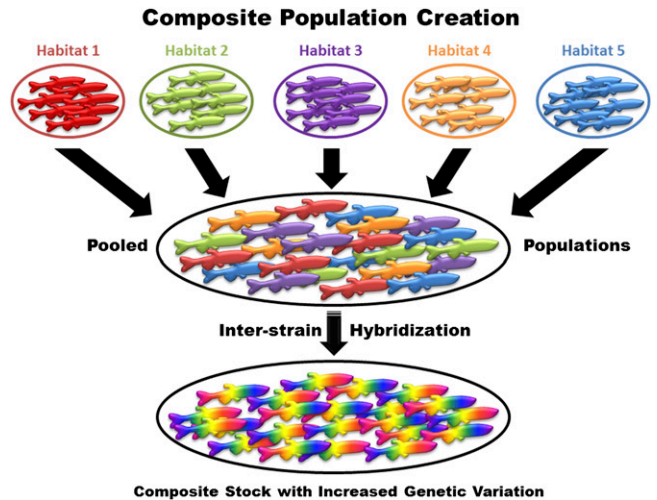 Composite Population Creation
Habitat 1 Habitat 2 Habitat 3 Habitat 4 Habitat 5
Pooled Populations
Inter-strain Hybridization
Composite Stock with Increased Genetic Variation